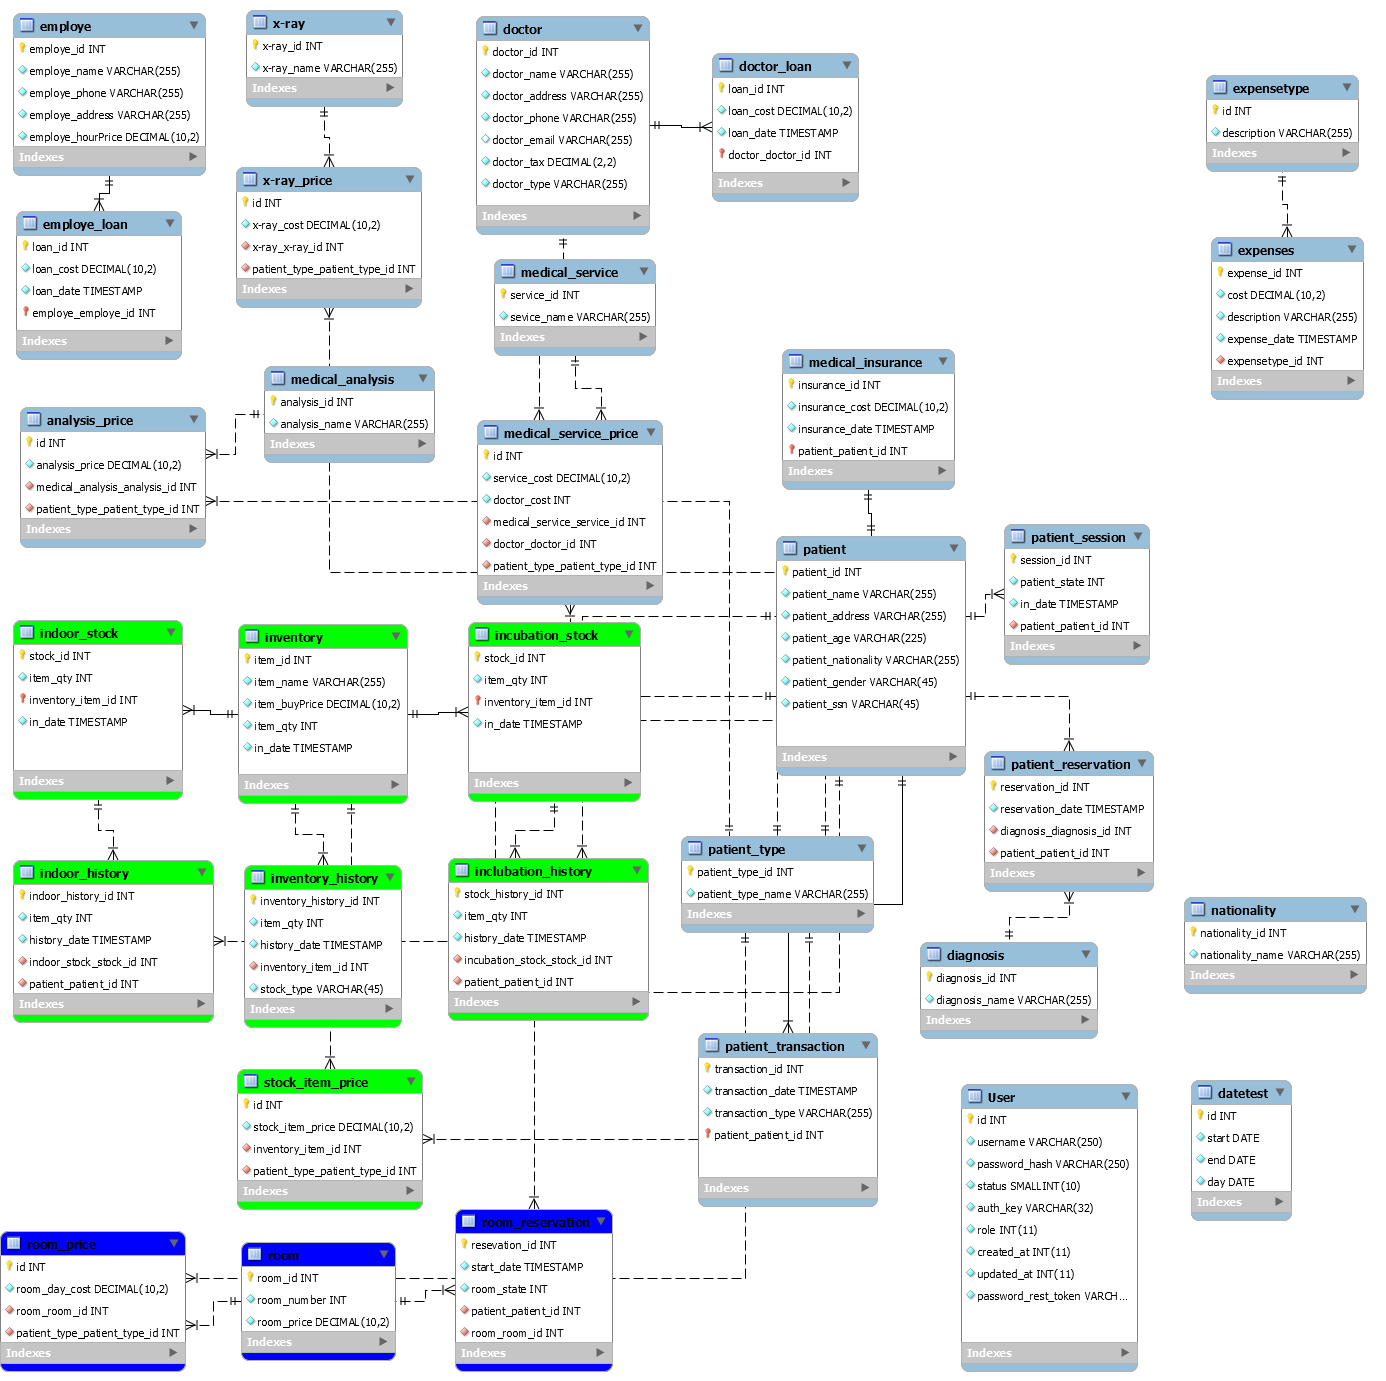 employe
employe_id INT
employe_name VARCHAR(255)
employe_phone VARCHAR(255)
employe_address VARCHAR(255)
employe_hourPrice DECIMAL(10,2)
Indexes
x-ray
x-ray_id INT
x-ray_name VARCHAR(255)
Indexes
doctor
doctor_id INT
doctor_name VARCHAR(255)
doctor_address VARCHAR(255)
doctor_phone VARCHAR(255)
doctor_email VARCHAR(255)
doctor_tax DECIMAL(2,2)
doctor_type VARCHAR(255)
Indexes
doctor_loan
loan_id INT
loan_cost DECIMAL(10,2)
loan_date TIMESTAMP
doctor_doctor_id INT
Indexes
expensetype
id INT
description VARCHAR(255)
Indexes
employe_loan
loan_id INT
loan_cost DECIMAL(10,2)
loan_date TIMESTAMP
employe_employe_id INT
Indexes
x-ray_price
id INT
x-ray_cost DECIMAL(10,2)
x-ray_x-ray_id INT
patient_type_patient_type_id INT
Indexes
medical_service
service_id INT
sevice_name VARCHAR(255)
Indexes
expenses
expense_id INT
cost DECIMAL(10,2)
description VARCHAR(255)
expense_date TIMESTAMP
expensetype_id INT
Indexes
medical_analysis
analysis_id INT
analysis_name VARCHAR(255)
Indexes
medical_insurance
insurance_id INT
insurance_cost DECIMAL(10,2)
insurance_date TIMESTAMP
patient_patient_id INT
Indexes
analysis_price
id INT
analysis_price DECIMAL(10,2)
medical_analysis_analysis_id INT
patient_type_patient_type_id INT
Indexes
medical_service_price
id INT
service_cost DECIMAL(10,2)
doctor_cost INT
medical_service_service_id INT
doctor_doctor_id INT
patient_type_patient_type_id INT
Indexes
patient
patient_id INT
patient_name VARCHAR(255)
patient_address VARCHAR(255)
patient_age VARCHAR(225)
patient_nationality VARCHAR(255)
patient_gender VARCHAR(45)
patient_ssn VARCHAR(45)
Indexes
patient_session
session_id INT
patient_state INT
in_date TIMESTAMP
patient_patient_id INT
Indexes
indoor_stock
stock_id INT
item_qty INT
inventory_item_id INT
in_date TIMESTAMP
Indexes
inventory
item_id INT
item_name VARCHAR(255)
item_buyPrice DECIMAL(10,2)
item_qty INT
in_date TIMESTAMP
Indexes
incubation_stock
stock_id INT
item_qty INT
inventory_item_id INT
in_date TIMESTAMP
Indexes
patient_reservation
reservation_id INT
reservation_date TIMESTAMP
diagnosis_diagnosis_id INT
patient_patient_id INT
Indexes
patient_type
patient_type_id INT
patient_type_name VARCHAR(255)
Indexes
indoor_history
indoor_history_id INT
item_qty INT
history_date TIMESTAMP
indoor_stock_stock_id INT
patient_patient_id INT
Indexes
inventory_history
inventory_history_id INT
item_qty INT
history_date TIMESTAMP
inventory_item_id INT
stock_type VARCHAR(45)
Indexes
inclubation_history
stock_history_id INT
item_qty INT
history_date TIMESTAMP
incubation_stock_stock_id INT
patient_patient_id INT
Indexes
nationality
nationality_id INT
nationality_name VARCHAR(255)
Indexes
diagnosis
diagnosis_id INT
diagnosis_name VARCHAR(255)
Indexes
patient_transaction
transaction_id INT
transaction_date TIMESTAMP
transaction_type VARCHAR(255)
patient_patient_id INT
Indexes
stock_item_price
id INT
stock_item_price DECIMAL(10,2)
inventory_item_id INT
patient_type_patient_type_id INT
Indexes
User
id INT
username VARCHAR(250)
password_hash VARCHAR(250)
status SMALLINT(10)
auth_key VARCHAR(32)
role INT(11)
created_at INT(11)
updated_at INT(11)
password_rest_token VARCH...
Indexes
datetest
id INT
start DATE
end DATE
day DATE
Indexes
room_price
id INT
room_day_cost DECIMAL(10,2)
room_room_id INT
patient_type_patient_type_id INT
Indexes
room
room_id INT
room_number INT
room_price DECIMAL(10,2)
Indexes
room_reservation
resevation_id INT
start_date TIMESTAMP
room_state INT
patient_patient_id INT
room_room_id INT
Indexes